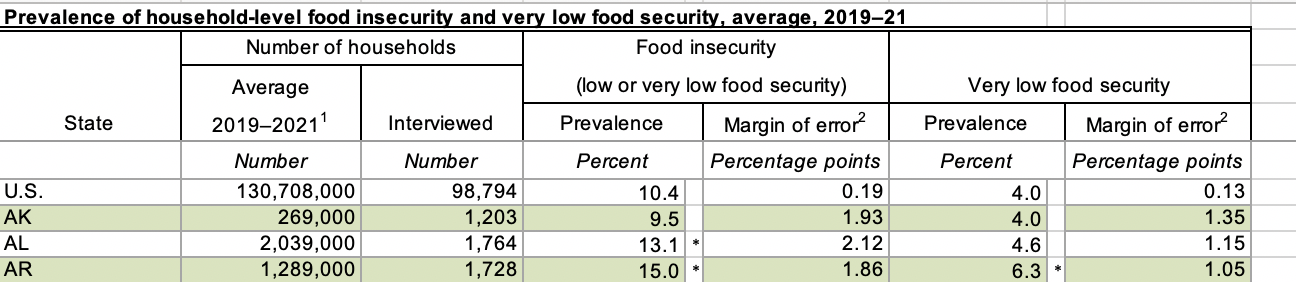 Prevalence of household-level food insecurity and very low food security, average, 2019–21
Number of households Food insecurity
Average (low or very low food security) Very low food security
State 2019–2021¹ Interviewed Prevalence Margin of error² Prevalence Margin of error²
Number Number Percent Percentage points Percent Percentage points
U.S. 130,708,000 98,794 10.4 0.19 4.0 0.13
AK 269,000 1,203 9.5 1.93 4.0 1.35
AL 2,039,000 1,764 13.1 * 2.12 4.6 1.15
AR 1,289,000 1,728 15.0 * 1.86 6.3 * 1.05